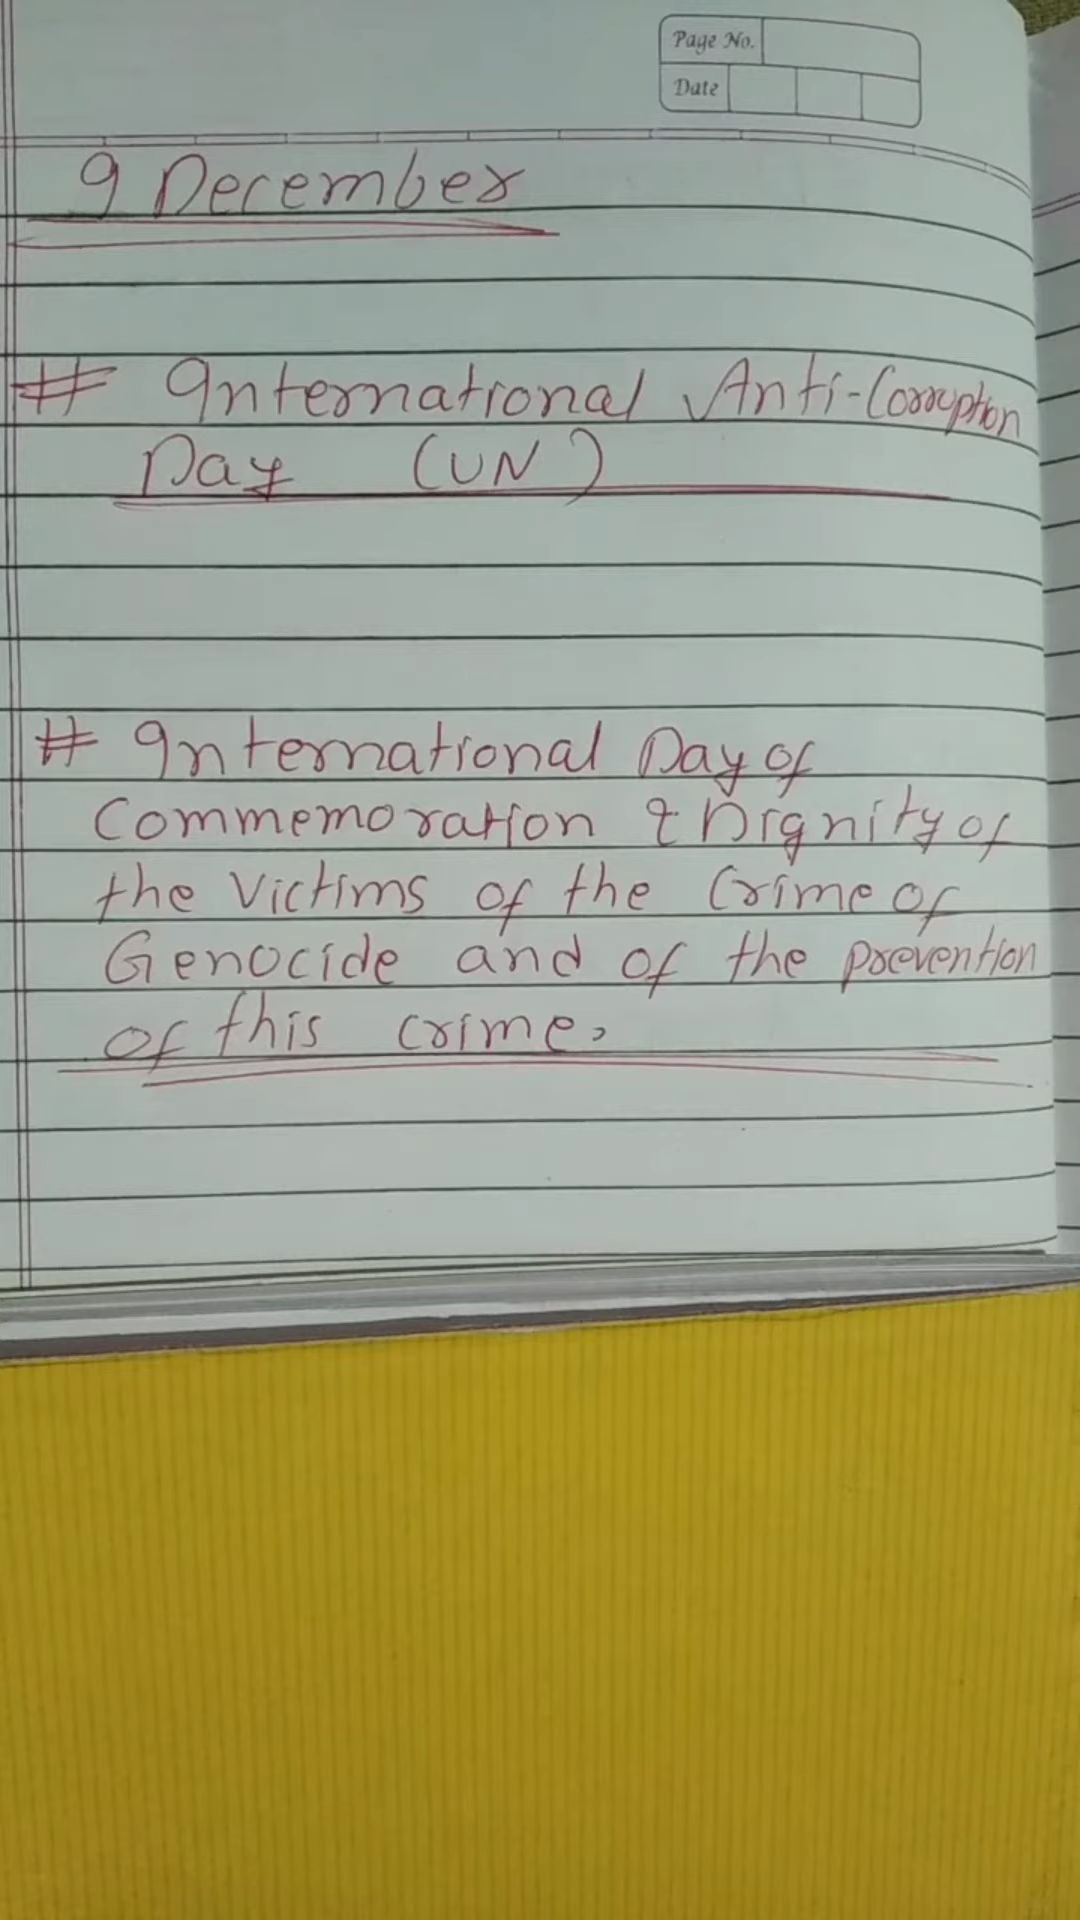 Page No.
Date
9 December
# International Anti-Corruption
Day (UN)
# International Day of
Commemoration & Dignity of
the Victims of the Crime of
Genocide and of the prevention
of this crime.